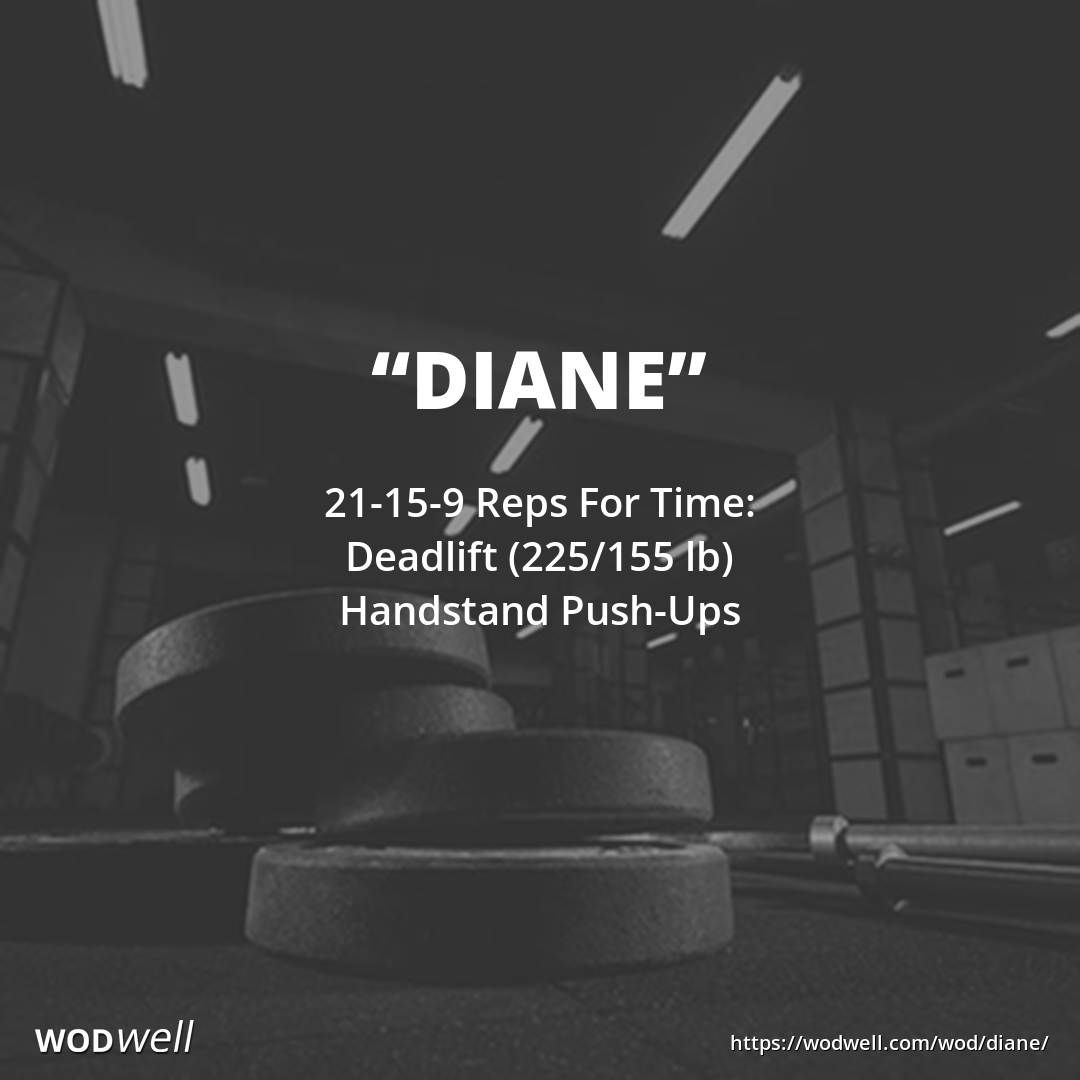 “DIANE”
21-15-9 Reps For Time:
Deadlift (225/155 lb)
Handstand Push-Ups
WODwell
https://wodwell.com/wod/diane/